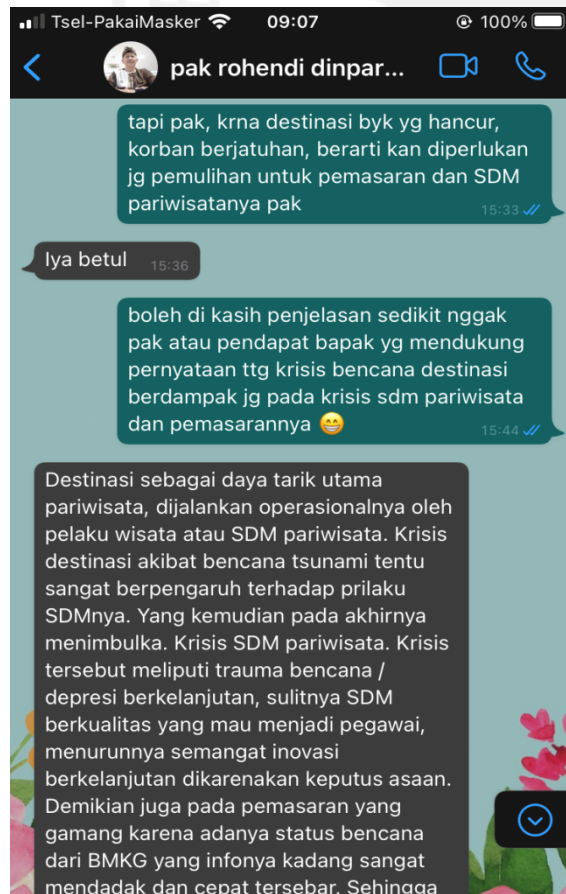 Tsel-PakaiMasker 09:07 100%
pak rohendi dinpar...
tapi pak, krna destinasi byk yg hancur,
korban berjatuhan, berarti kan diperlukan
jg pemulihan untuk pemasaran dan SDM
pariwisatanya pak
15:33
Iya betul 15:36
boleh di kasih penjelasan sedikit nggak
pak atau pendapat bapak yg mendukung
pernyataan ttg krisis bencana destinasi
berdampak jg pada krisis sdm pariwisata
dan pemasarannya 😁
15:44
Destinasi sebagai daya tarik utama
pariwisata, dijalankan operasionalnya oleh
pelaku wisata atau SDM pariwisata. Krisis
destinasi akibat bencana tsunami tentu
sangat berpengaruh terhadap prilaku
SDMnya. Yang kemudian pada akhirnya
menimbulka. Krisis SDM pariwisata. Krisis
tersebut meliputi trauma bencana /
depresi berkelanjutan, sulitnya SDM
berkualitas yang mau menjadi pegawai,
menurunnya semangat inovasi
berkelanjutan dikarenakan keputus asaan.
Demikian juga pada pemasaran yang
gamang karena adanya status bencana
dari BMKG yang infonya kadang sangat
mendadak dan cepat tersebar. Sehingga